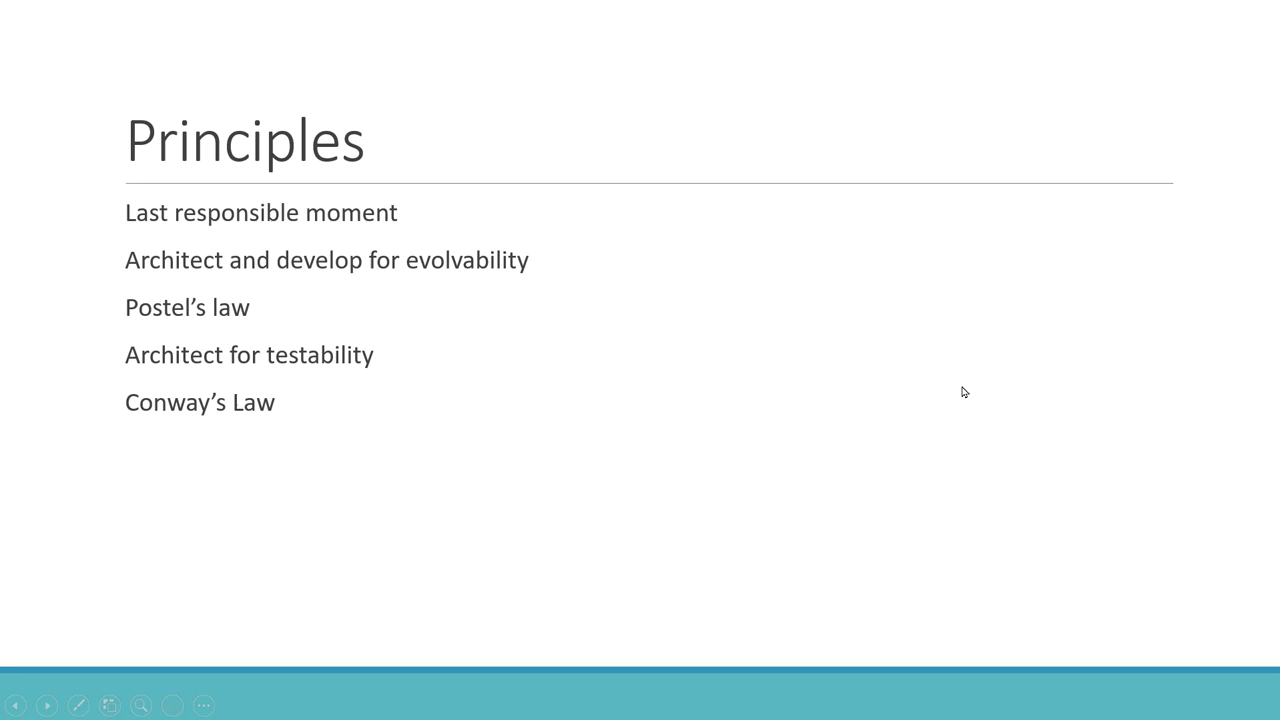 Principles
Last responsible moment
Architect and develop for evolvability
Postel’s law
Architect for testability
Conway’s Law